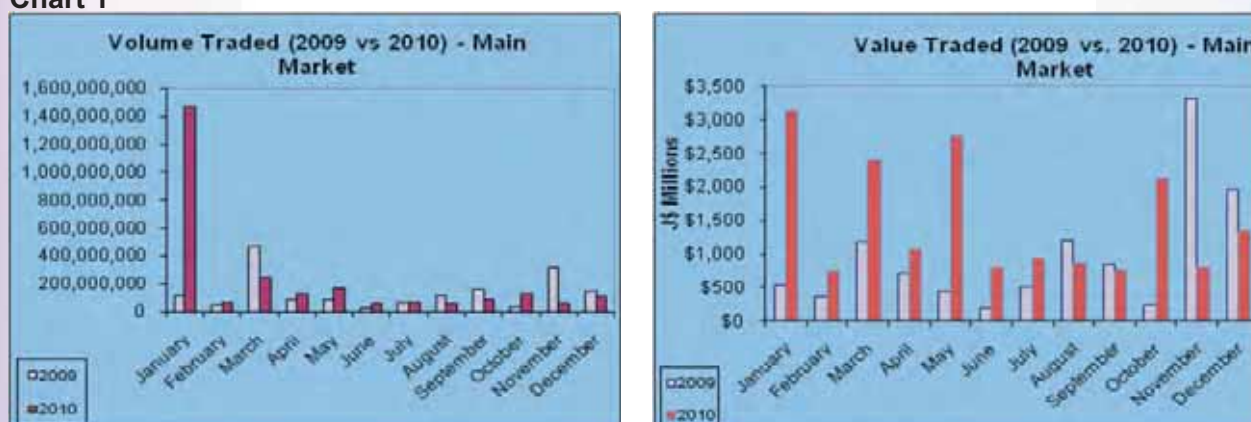 Chart 1
Volume Traded (2009 vs 2010) - Main
Market
1,600,000,000
1,400,000,000
1,200,000,000
1,000,000,000
800,000,000
600,000,000
400,000,000
200,000,000
0
January
February
March
April
May
June
July
August
September
October
November
December
2009
2010
Value Traded (2009 vs. 2010) - Main
Market
$3,500
$3,000
$2,500
$2,000
$1,500
$1,000
$500
$0
J$ Millions
January
February
March
April
May
June
July
August
September
October
November
December
2009
2010